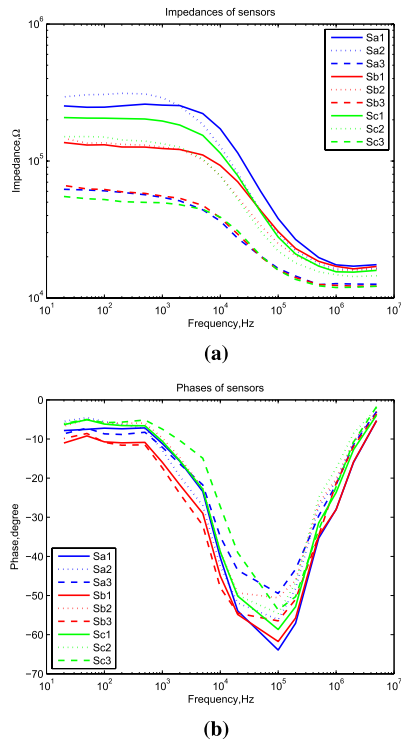 Impedances of sensors
10^6
10^5
10^4
Impedance,Ω
Sa1
Sa2
Sa3
Sb1
Sb2
Sb3
Sc1
Sc2
Sc3
10^1 10^2 10^3 10^4 10^5 10^6 10^7
Frequency,Hz
(a)
Phases of sensors
0
−10
−20
−30
−40
−50
−60
−70
Phase,degree
Sa1
Sa2
Sa3
Sb1
Sb2
Sb3
Sc1
Sc2
Sc3
10^1 10^2 10^3 10^4 10^5 10^6 10^7
Frequency,Hz
(b)